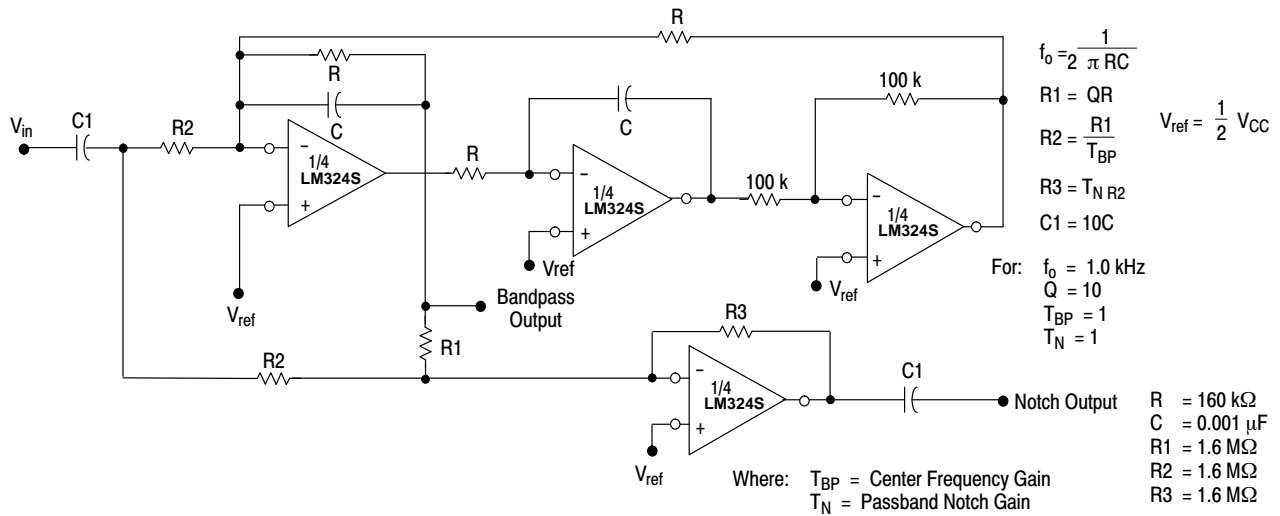 R
R
C
V_in
C1
R2
1/4
LM324S
R
C
1/4
LM324S
100 k
100 k
1/4
LM324S
V_ref
Vref
V_ref
Bandpass
Output
R1
R2
R3
1/4
LM324S
V_ref
C1
Notch Output
Where: T_BP = Center Frequency Gain
T_N = Passband Notch Gain
f_o = 1 / 2 π RC
R1 = QR
R2 = R1 / T_BP
R3 = T_N R2
C1 = 10C
V_ref = 1/2 V_CC
For: f_o = 1.0 kHz
Q = 10
T_BP = 1
T_N = 1
R = 160 kΩ
C = 0.001 μF
R1 = 1.6 MΩ
R2 = 1.6 MΩ
R3 = 1.6 MΩ